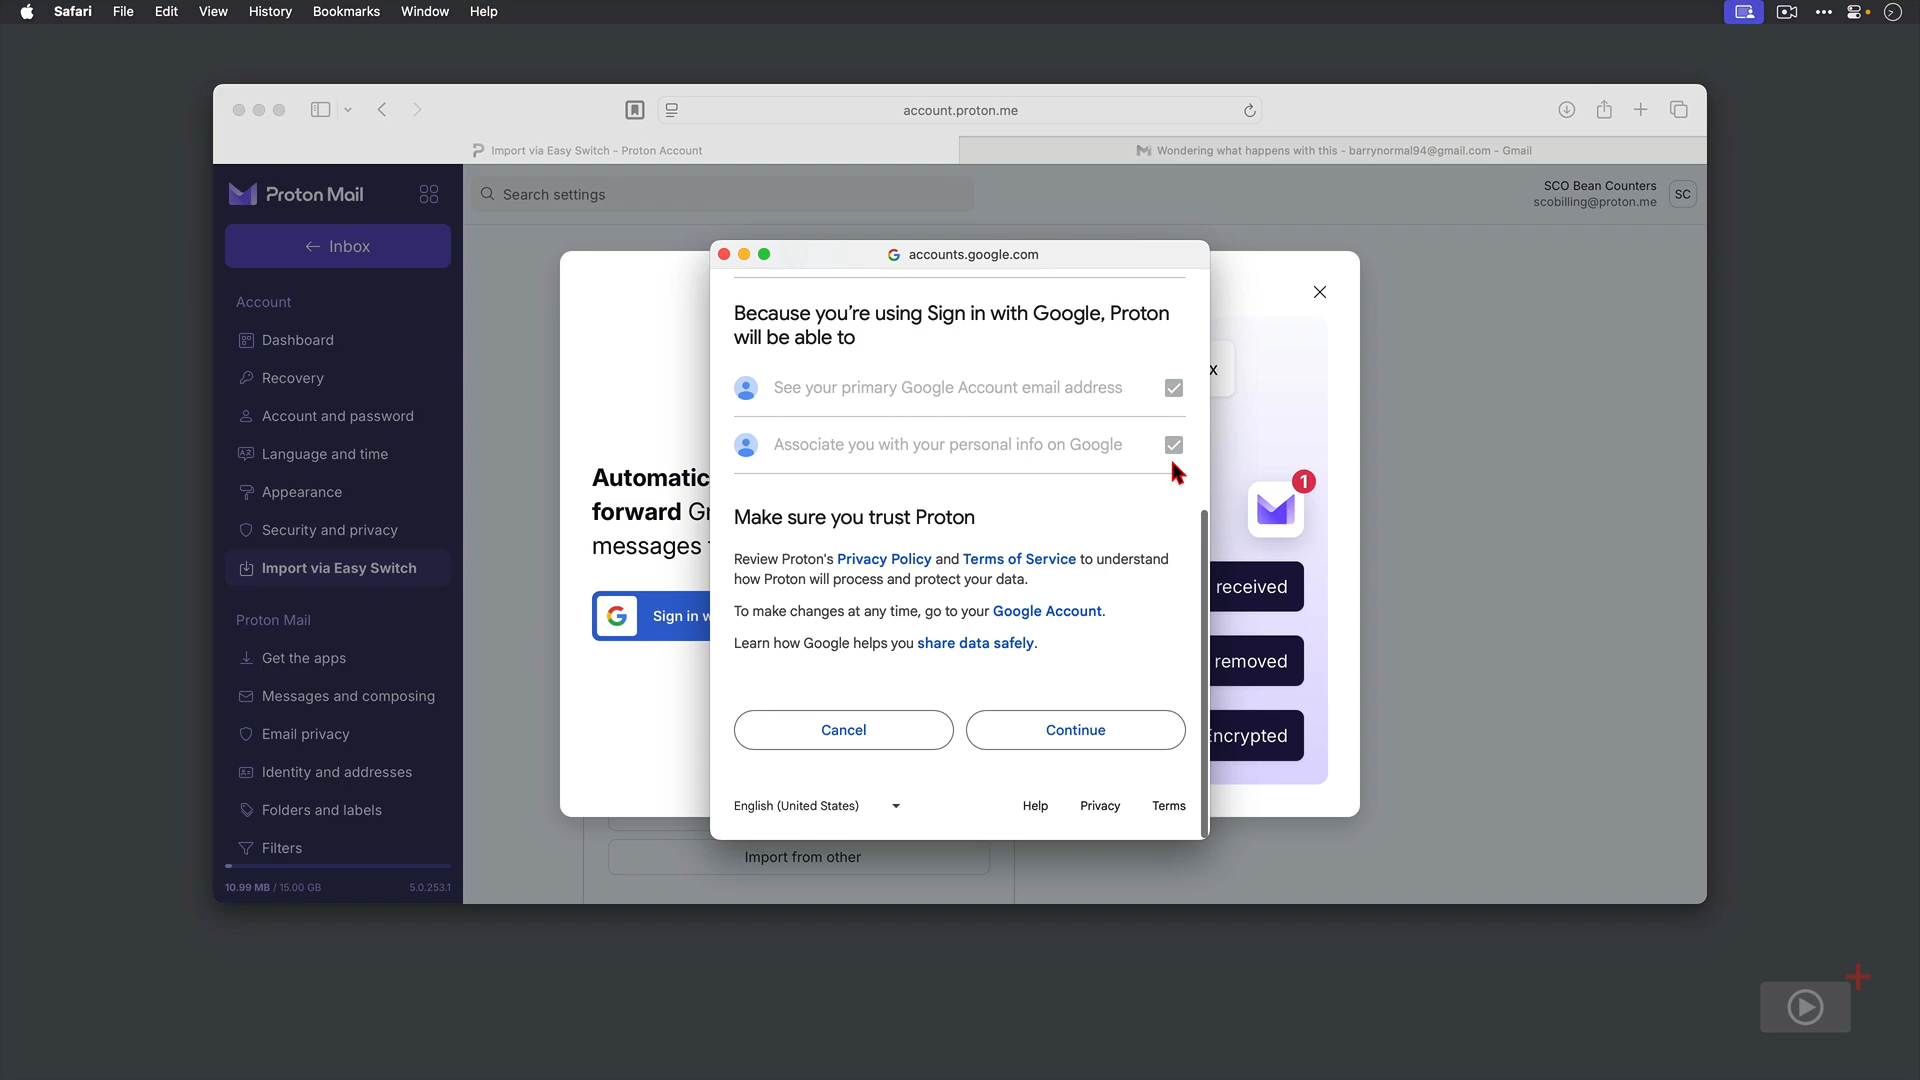 Safari File Edit View History Bookmarks Window Help
account.proton.me
Import via Easy Switch - Proton Account
Wondering what happens with this - barrynormal94@gmail.com - Gmail
Proton Mail
Search settings
SCO Bean Counters
scobilling@proton.me
SC
← Inbox
Account
Dashboard
Recovery
Account and password
Language and time
Appearance
Security and privacy
Import via Easy Switch
Proton Mail
Get the apps
Messages and composing
Email privacy
Identity and addresses
Folders and labels
Filters
10.99 MB / 15.00 GB
5.0.253.1
Automatic
forward
messages
Sign in
accounts.google.com
Because you’re using Sign in with Google, Proton
will be able to
See your primary Google Account email address
Associate you with your personal info on Google
Make sure you trust Proton
Review Proton's Privacy Policy and Terms of Service to understand
how Proton will process and protect your data.
To make changes at any time, go to your Google Account.
Learn how Google helps you share data safely.
Cancel
Continue
English (United States)
Help Privacy Terms
x
1
received
removed
Encrypted
Import from other